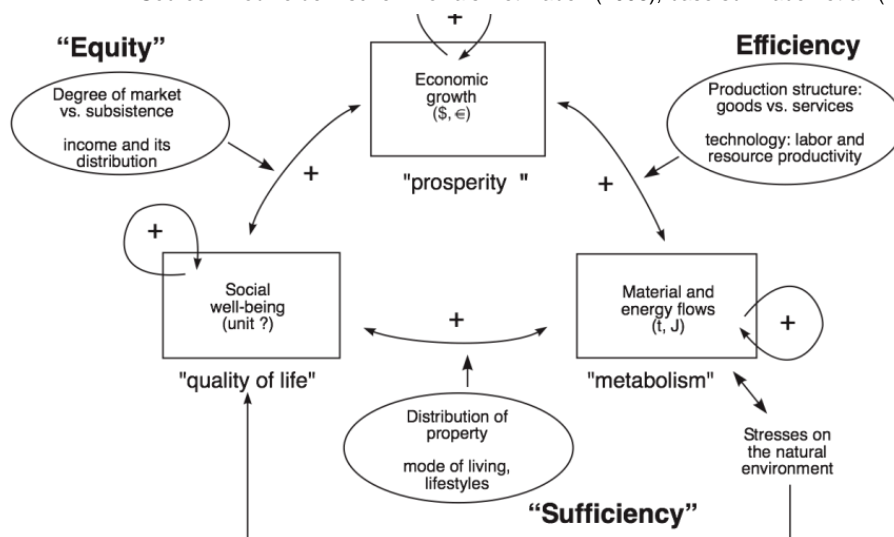 “Equity”
Efficiency
+
Economic
growth
($, €)
"prosperity "
Degree of market
vs. subsistence
income and its
distribution
Production structure:
goods vs. services
technology: labor and
resource productivity
+
+
+
Social
well-being
(unit ?)
"quality of life"
+
Material and
energy flows
(t, J)
"metabolism"
+
Distribution of
property
mode of living,
lifestyles
Stresses on
the natural
environment
“Sufficiency”